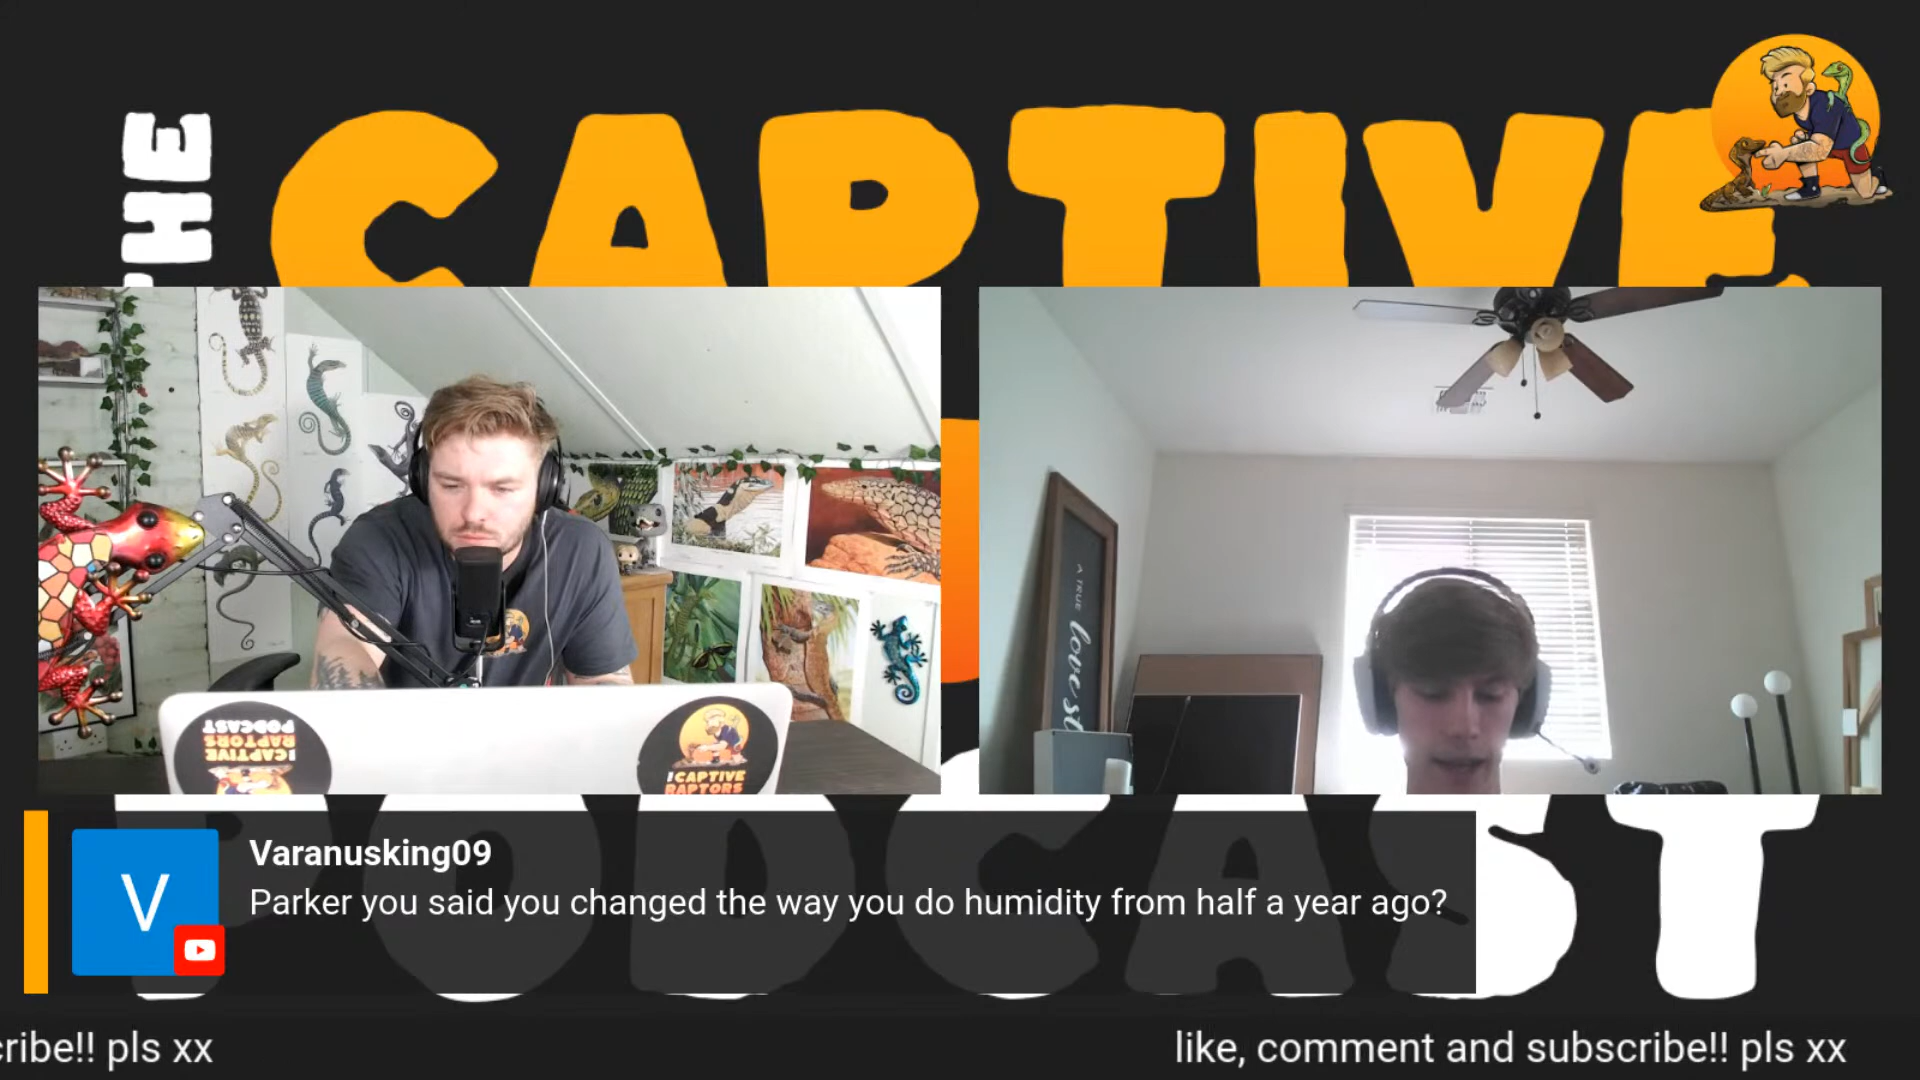 THE
CAPTIVE
A TRUE
love st
PODCAST
RAPTORS
CAPTIVE
CAPTIVE
RAPTORS
PODCAST
V
Varanusking09
Parker you said you changed the way you do humidity from half a year ago?
cribe!! pls xx
like, comment and subscribe!! pls xx